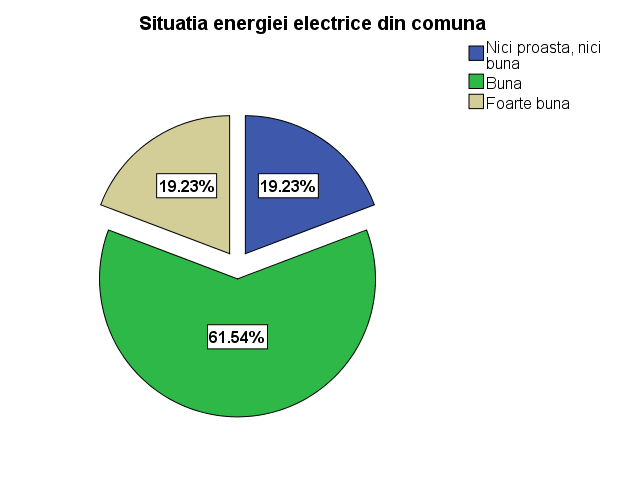 Situatia energiei electrice din comuna
Nici proasta, nici
buna
Buna
Foarte buna
19.23%
19.23%
61.54%